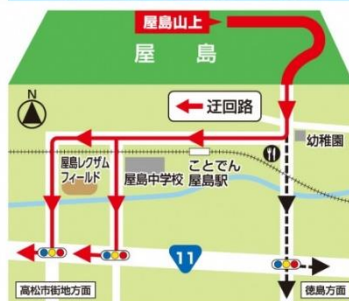 屋島山上
屋 島
N
迂回路
幼稚園
屋島レクザム
フィールド
屋島中学校
ことでん
屋島駅
11
高松市街地方面
徳島方面